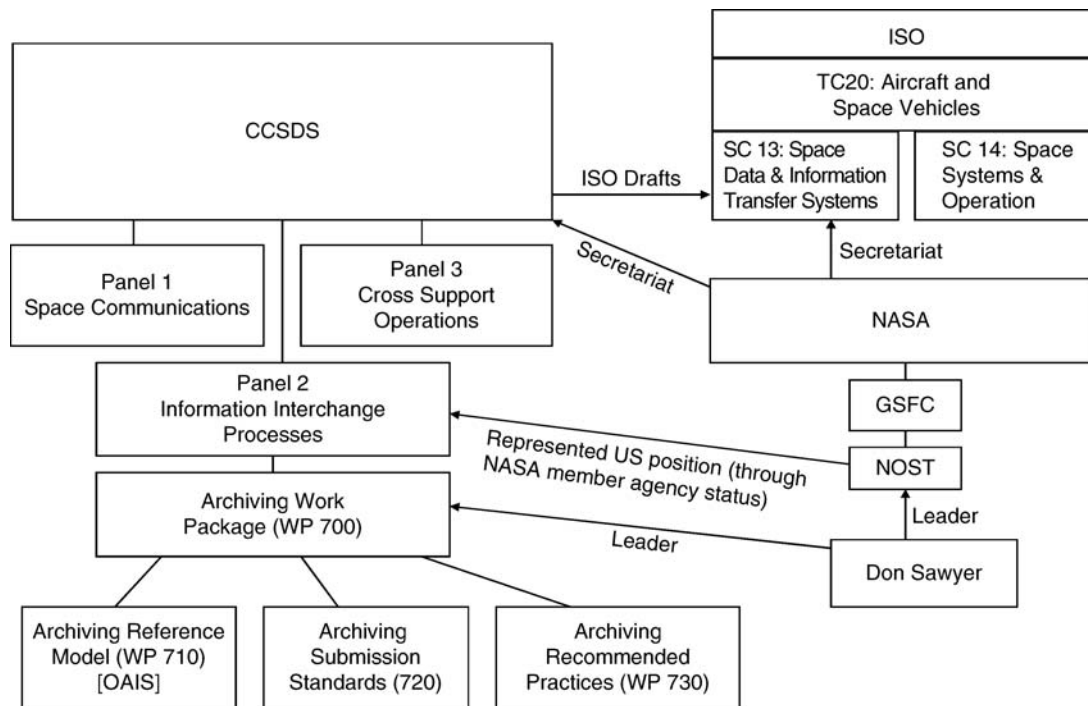 ISO
TC20: Aircraft and
Space Vehicles
CCSDS
SC 13: Space
Data & Information
Transfer Systems
SC 14: Space
Systems &
Operation
ISO Drafts
Secretariat
Secretariat
Panel 1
Space Communications
Panel 3
Cross Support
Operations
NASA
Panel 2
Information Interchange
Processes
GSFC
Represented US position (through
NASA member agency status)
NOST
Archiving Work
Package (WP 700)
Leader
Leader
Don Sawyer
Archiving Reference
Model (WP 710)
[OAIS]
Archiving
Submission
Standards (720)
Archiving
Recommended
Practices (WP 730)